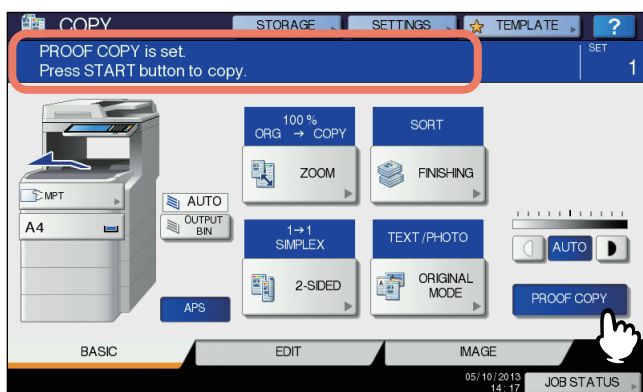 COPY
STORAGE
SETTINGS
TEMPLATE
?
PROOF COPY is set.
Press START button to copy.
SET
1
100 %
ORG → COPY
SORT
ZOOM
FINISHING
MPT
A4
AUTO
OUTPUT
BIN
1→1
SIMPLEX
TEXT/PHOTO
AUTO
2-SIDED
ORIGINAL
MODE
APS
PROOF COPY
BASIC
EDIT
IMAGE
05/10/2013
14:17
JOB STATUS